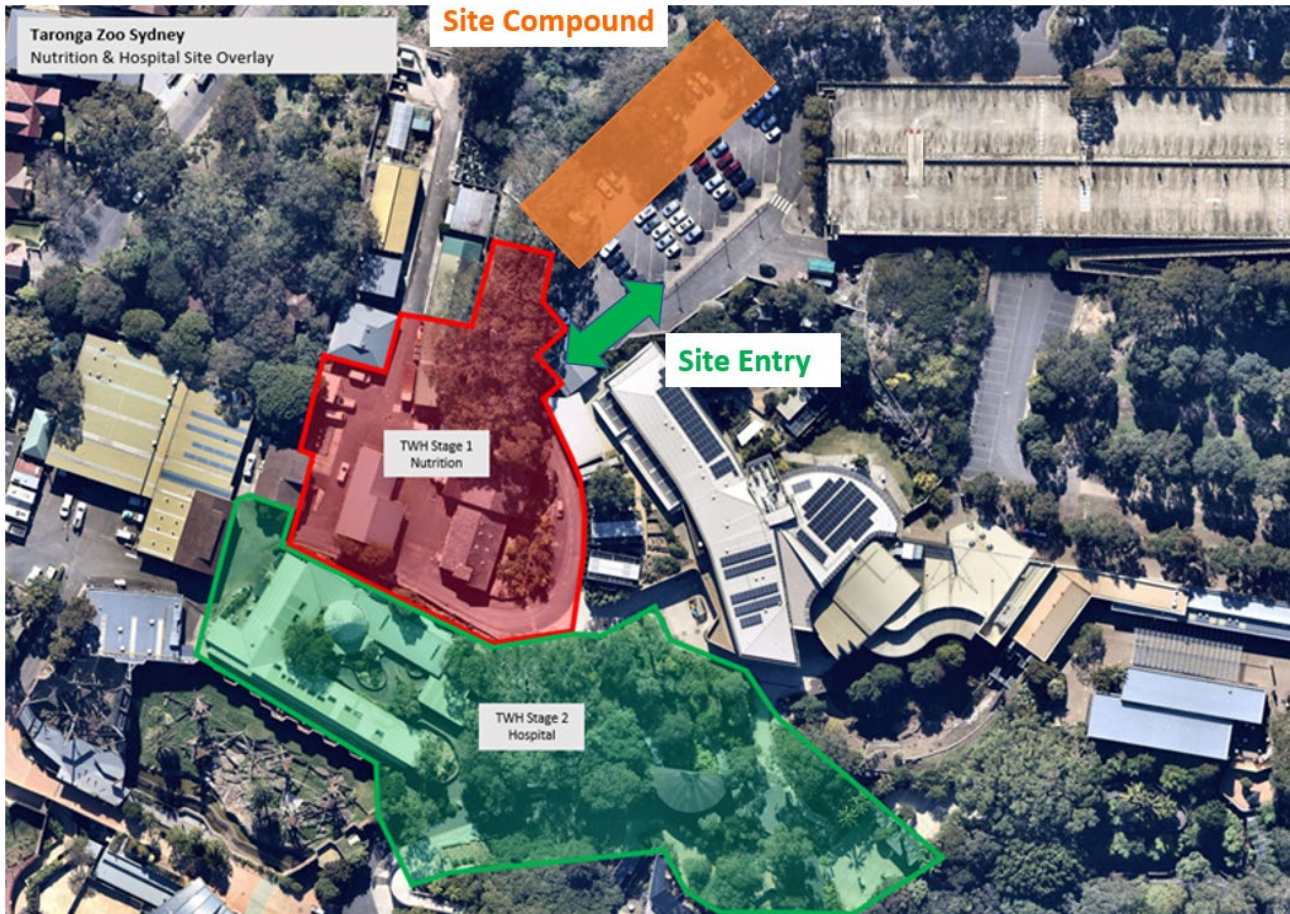 Taronga Zoo Sydney
Nutrition & Hospital Site Overlay
Site Compound
Site Entry
TWH Stage 1
Nutrition
TWH Stage 2
Hospital